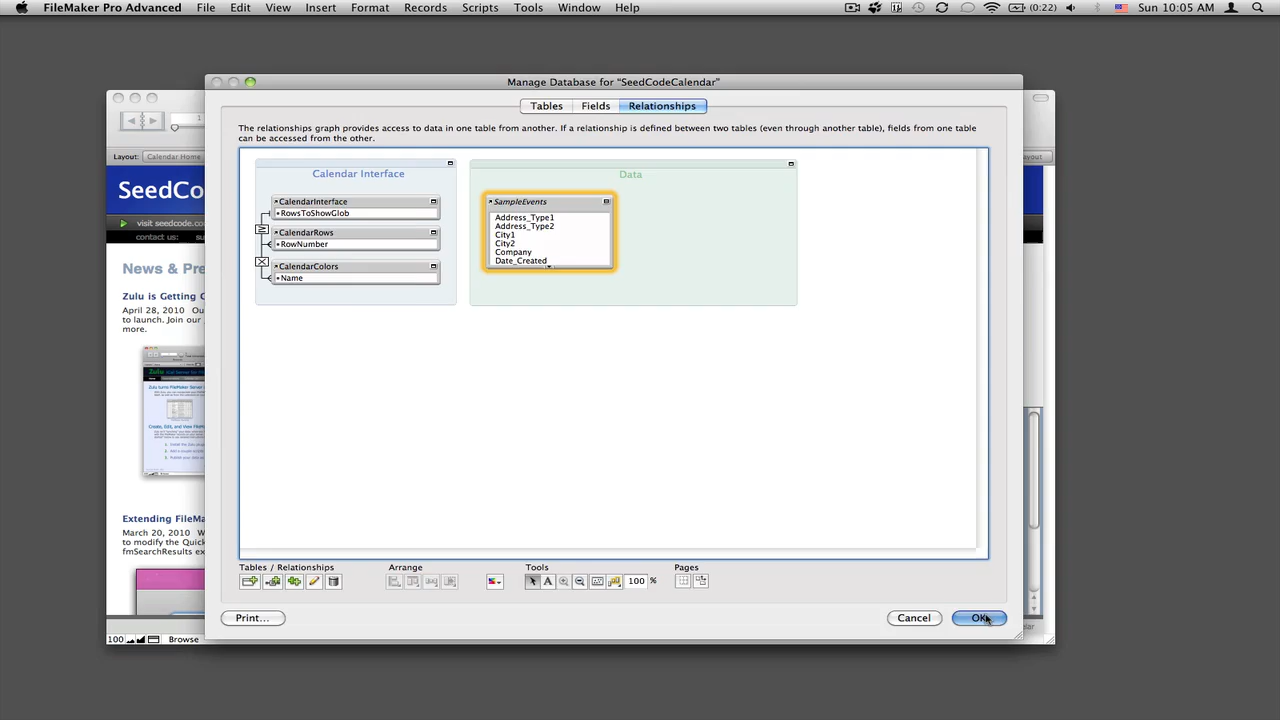 FileMaker Pro Advanced File Edit View Insert Format Records Scripts Tools Window Help (0:22) Sun 10:05 AM
Manage Database for “SeedCodeCalendar”
Tables Fields Relationships
The relationships graph provides access to data in one table from another. If a relationship is defined between two tables (even through another table), fields from one table
can be accessed from the other.
1
Layout: Calendar Home
SeedCo
visit seedcode.co
contact us:
News & Pre
Zulu is Getting C
April 28, 2010 Ou
to launch. Join our
more.
Extending FileMa
March 20, 2010 W
to modify the Quick
fmSearchResults ex
100 Browse
Calendar Interface
CalendarInterface
RowsToShowGlob
CalendarRows
RowNumber
CalendarColors
Name
Data
SampleEvents
Address_Type1
Address_Type2
City1
City2
Company
Date_Created
Tables / Relationships Arrange Tools Pages
A 100 %
Print... Cancel OK